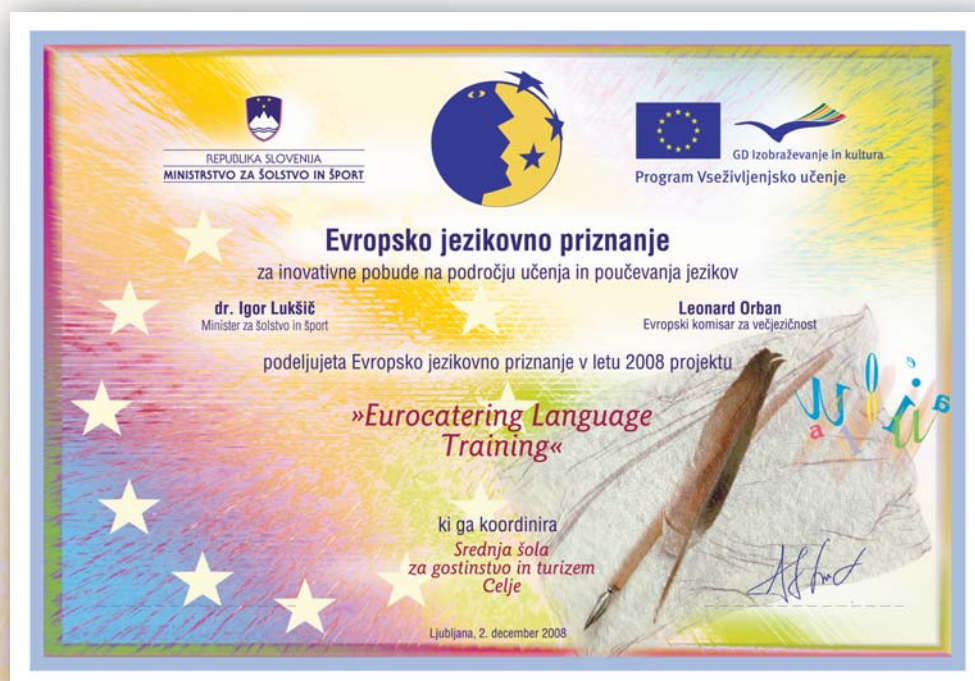 REPUBLIKA SLOVENIJA
MINISTRSTVO ZA ŠOLSTVO IN ŠPORT
GD Izobraževanje in kultura
Program Vseživljenjsko učenje
Evropsko jezikovno priznanje
za inovativne pobude na področju učenja in poučevanja jezikov
dr. Igor Lukšič
Minister za šolstvo in šport
Leonard Orban
Evropski komisar za večjezičnost
podeljujeta Evropsko jezikovno priznanje v letu 2008 projektu
»Eurocatering Language
Training«
ki ga koordinira
Srednja šola
za gostinstvo in turizem
Celje
Ljubljana, 2. december 2008